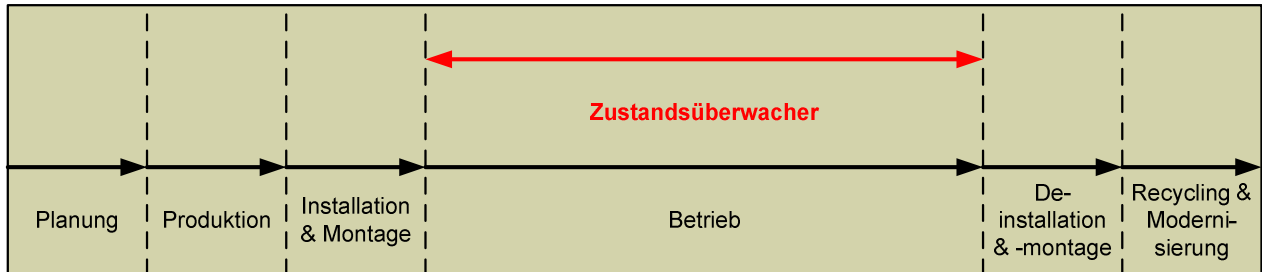 Zustandsüberwacher
Planung
Produktion
Installation
& Montage
Betrieb
De-
installation
& -montage
Recycling &
Moderni-
sierung